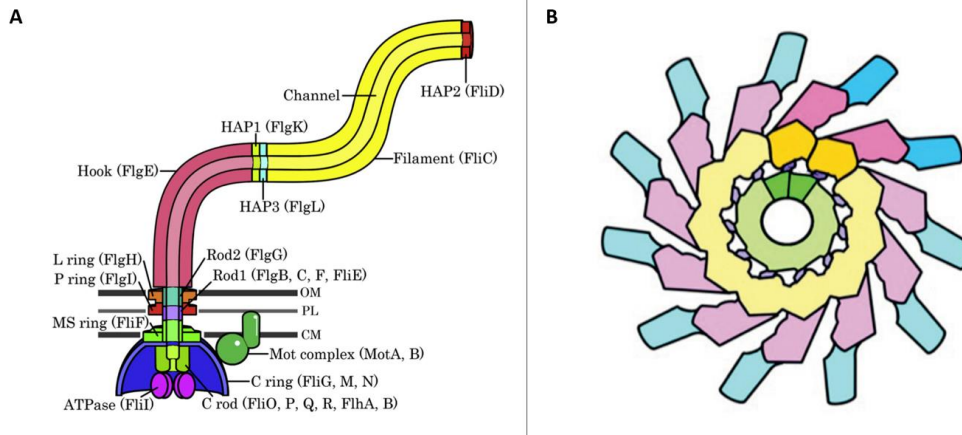 A
B
Channel
HAP2 (FliD)
HAP1 (FlgK)
Hook (FlgE)
Filament (FliC)
HAP3 (FlgL)
L ring (FlgH)
Rod2 (FlgG)
P ring (FlgI)
Rod1 (FlgB, C, F, FliE)
OM
PL
MS ring (FliF)
CM
Mot complex (MotA, B)
C ring (FliG, M, N)
ATPase (FliI)
C rod (FliO, P, Q, R, FlhA, B)